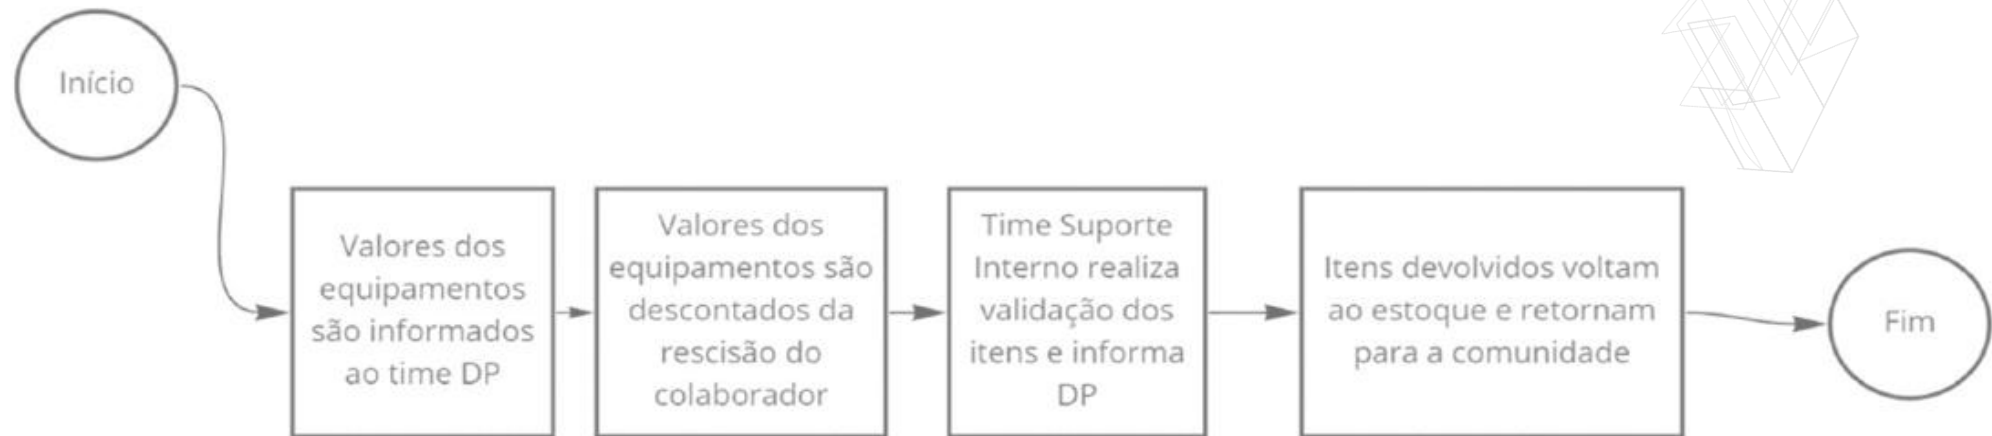 Início
Valores dos
equipamentos
são informados
ao time DP
Valores dos
equipamentos são
descontados da
rescisão do
colaborador
Time Suporte
Interno realiza
validação dos
itens e informa
DP
Itens devolvidos voltam
ao estoque e retornam
para a comunidade
Fim